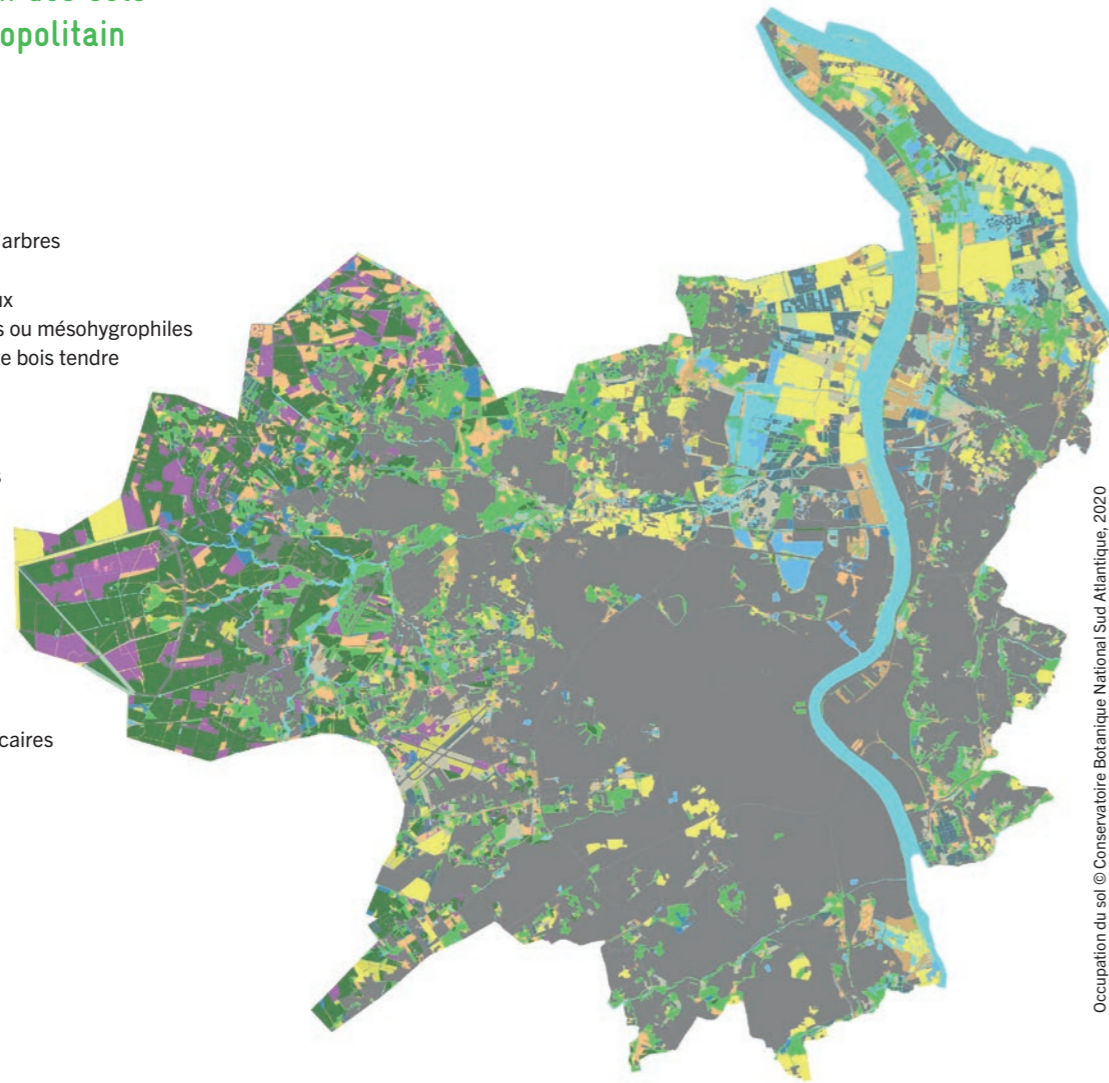 opolitain
arbres
ux
s ou mésohygrophiles
e bois tendre
s
caires
Occupation du sol © Conservatoire Botanique National Sud Atlantique, 2020